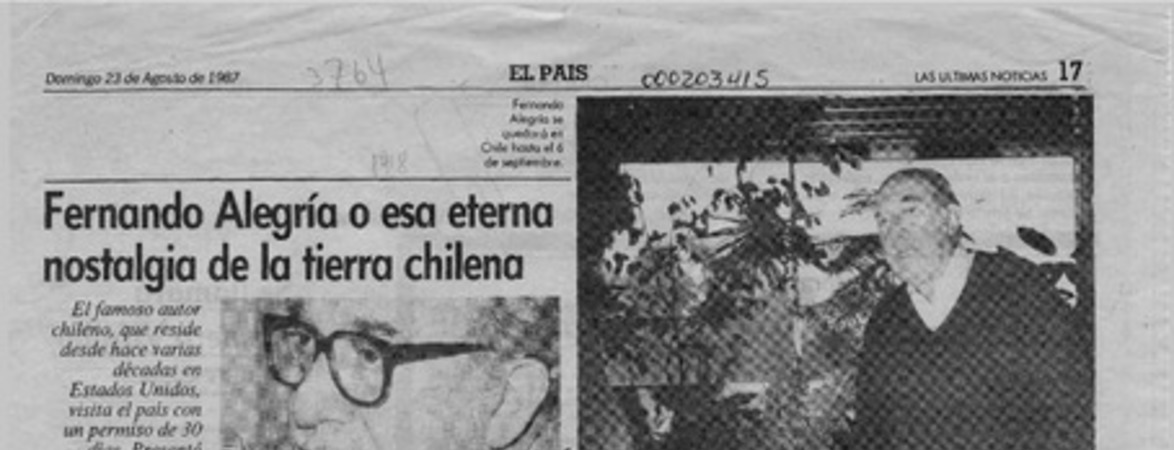 Domingo 23 de Agosto de 1987
3764
EL PAIS
000203415
LAS ULTIMAS NOTICIAS 17
Fernando
Alegría se
quedará en
Chile hasta el 6
de septiembre.
1918
Fernando Alegría o esa eterna
nostalgia de la tierra chilena
El famoso autor
chileno, que reside
desde hace varias
décadas en
Estados Unidos,
visita el país con
un permiso de 30
días. Presentó